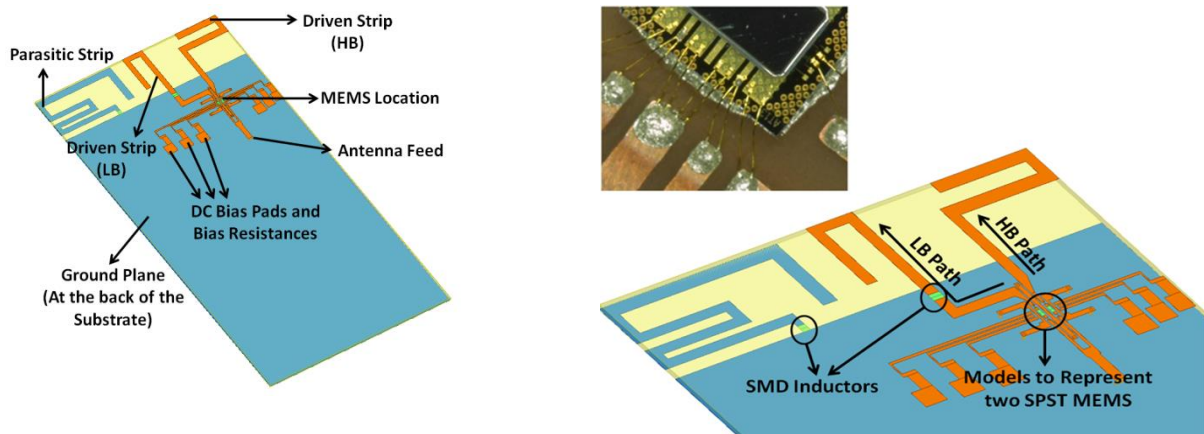 Driven Strip
(HB)
Parasitic Strip
MEMS Location
Driven Strip
(LB)
Antenna Feed
DC Bias Pads and
Bias Resistances
Ground Plane
(At the back of the
Substrate)
HB Path
LB Path
SMD Inductors
Models to Represent
two SPST MEMS